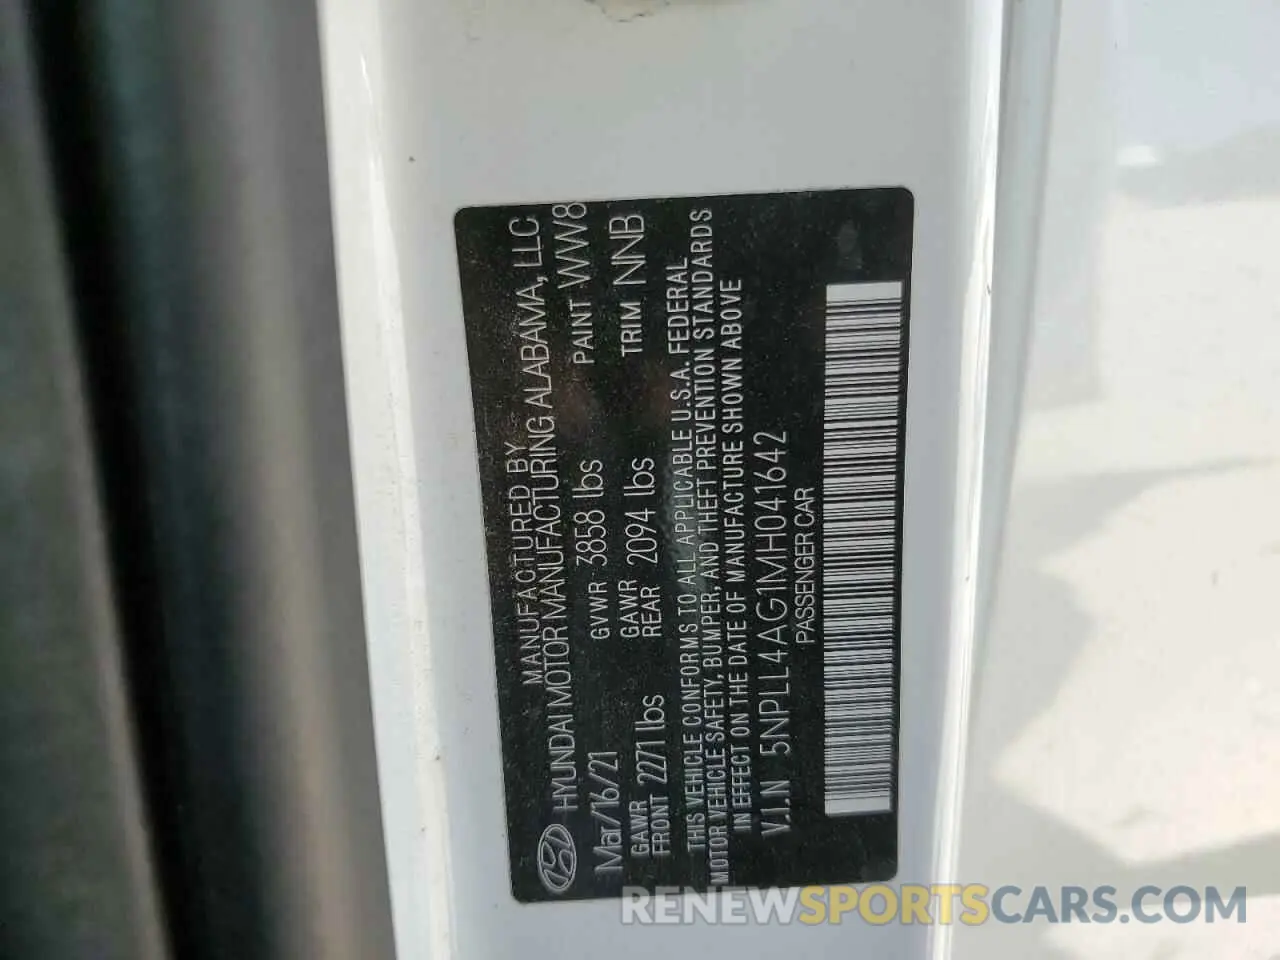 MANUFACTURED BY
HYUNDAI MOTOR MANUFACTURING ALABAMA, LLC
Mar/16/21 GVWR 3858 lbs PAINT WW8
GAWR FRONT 2271 lbs GAWR REAR 2094 lbs TRIM NNB
THIS VEHICLE CONFORMS TO ALL APPLICABLE U.S.A. FEDERAL
MOTOR VEHICLE SAFETY, BUMPER, AND THEFT PREVENTION STANDARDS
IN EFFECT ON THE DATE OF MANUFACTURE SHOWN ABOVE
V.I.N 5NPLL4AG1MH041642
PASSENGER CAR
RENEWSPORTSCARS.COM